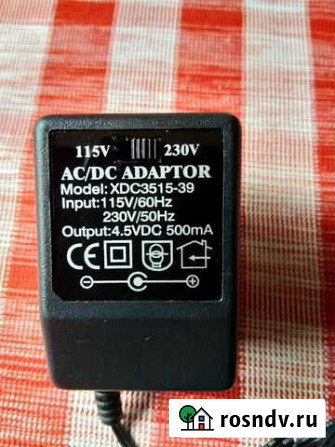 115V 230V
AC/DC ADAPTOR
Model:XDC3515-39
Input:115V/60Hz
230V/50Hz
Output:4.5VDC 500mA
CE
rosndv.ru